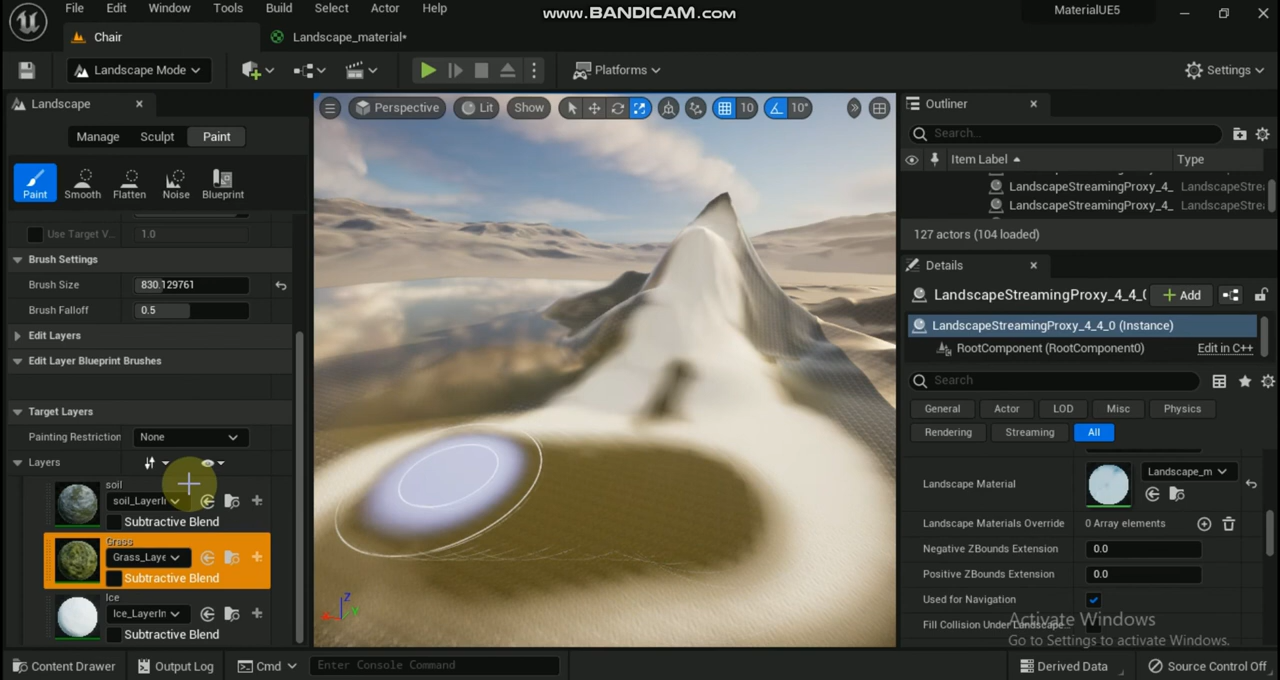 File Edit Window Tools Build Select Actor Help
www.BANDICAM.com
MaterialUE5
Chair
Landscape_material*
Landscape Mode
Platforms
Settings
Landscape
Manage Sculpt Paint
Paint Smooth Flatten Noise Blueprint
Use Target V... 1.0
Brush Settings
Brush Size 830.129761
Brush Falloff 0.5
Edit Layers
Edit Layer Blueprint Brushes
Target Layers
Painting Restriction None
Layers
soil
soil_LayerIn
Subtractive Blend
Grass
Grass_Laye
Subtractive Blend
Ice
Ice_LayerIn
Subtractive Blend
Perspective Lit Show 10 10°
Z
Y
Outliner
Search...
Item Label Type
LandscapeStreamingProxy_4_ LandscapeStrea
LandscapeStreamingProxy_4_ LandscapeStrea
127 actors (104 loaded)
Details
LandscapeStreamingProxy_4_4_0 ( + Add
LandscapeStreamingProxy_4_4_0 (Instance)
RootComponent (RootComponent0) Edit in C++
Search
General Actor LOD Misc Physics
Rendering Streaming All
Landscape Material Landscape_m
Landscape Materials Override 0 Array elements
Negative ZBounds Extension 0.0
Positive ZBounds Extension 0.0
Used for Navigation
Fill Collision Under Landscape
Activate Windows
Go to Settings to activate Windows.
Content Drawer Output Log Cmd Enter Console Command Derived Data Source Control Off